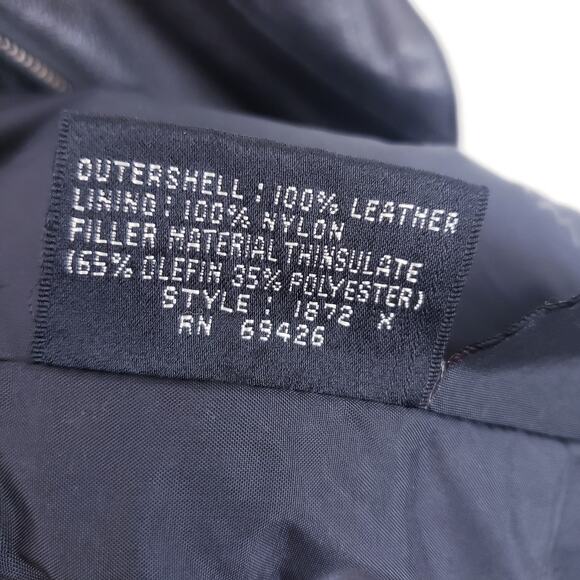 OUTERSHELL : 100% LEATHER
LINING : 100% NYLON
FILLER MATERIAL THINSULATE
(65% OLEFIN 35% POLYESTER)
STYLE : 1872 X
RN 69426